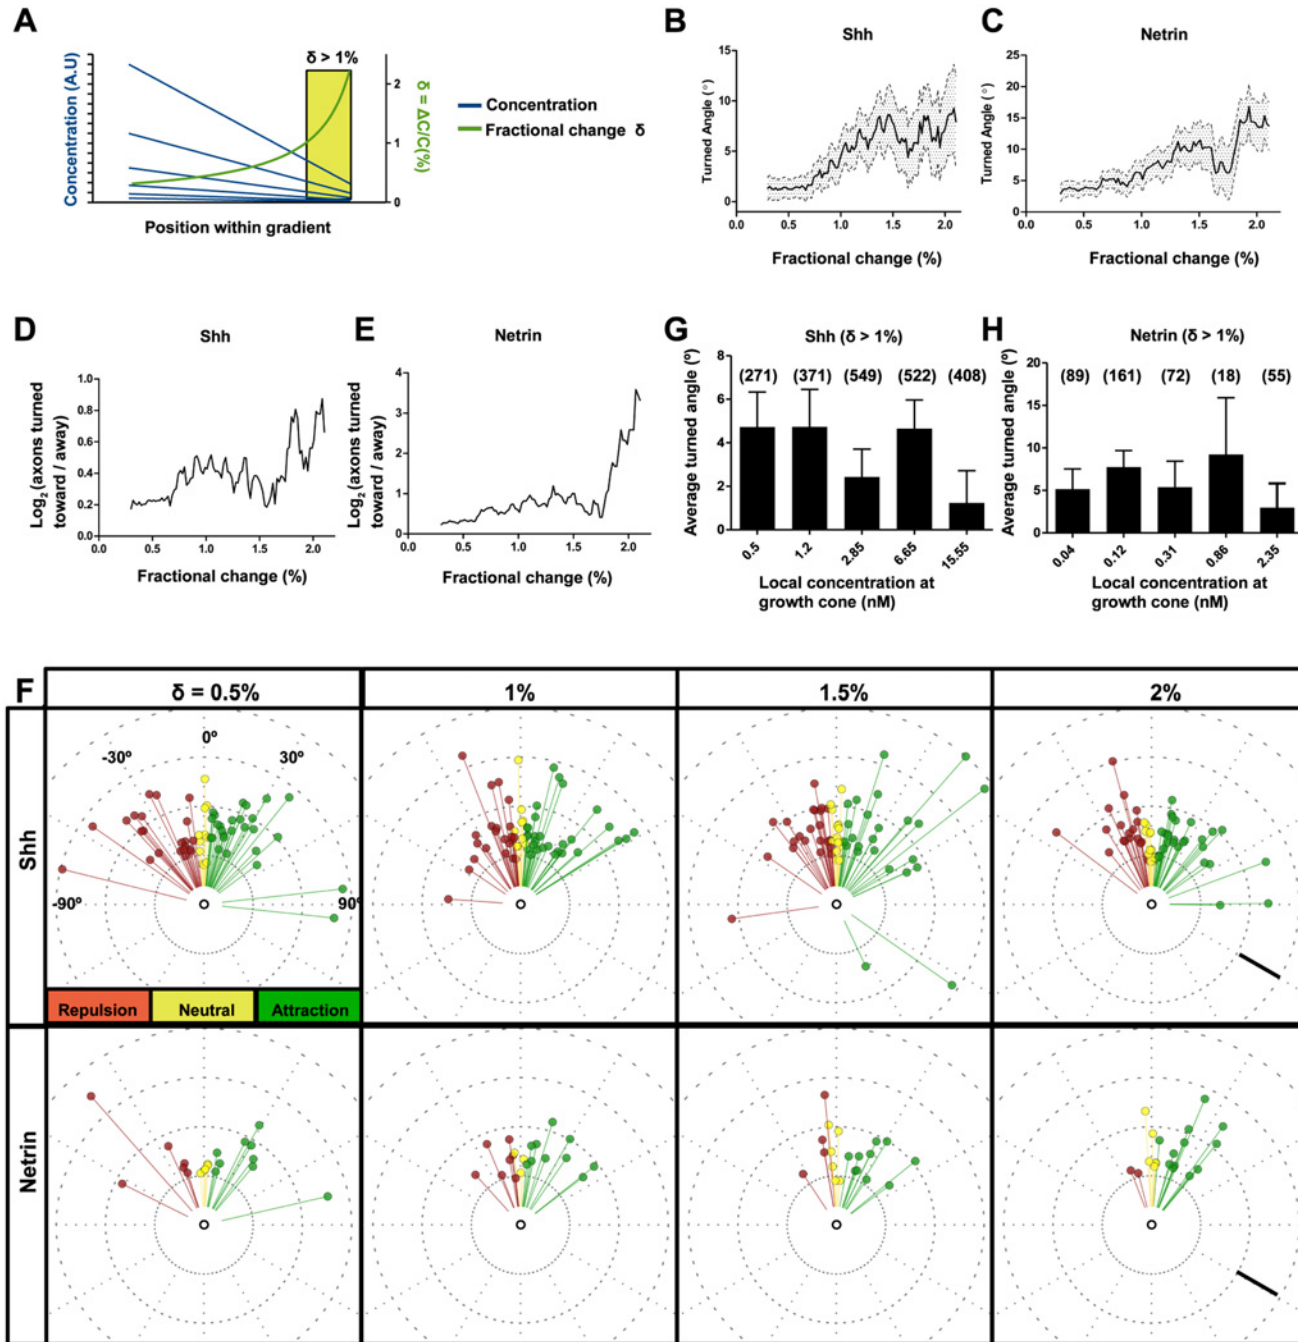 A
δ > 1%
Concentration (A.U)
2
1
0
δ = ΔC/C(%)
Concentration
Fractional change δ
Position within gradient
B
Shh
Turned Angle (°)
15
10
5
0
0.0 0.5 1.0 1.5 2.0
Fractional change (%)
C
Netrin
Turned Angle (°)
25
20
15
10
5
0
0.0 0.5 1.0 1.5 2.0
Fractional change (%)
D
Shh
Log2 (axons turned
toward / away)
1.0
0.8
0.6
0.4
0.2
0.0
0.0 0.5 1.0 1.5 2.0
Fractional change (%)
E
Netrin
Log2 (axons turned
toward / away)
4
3
2
1
0
0.0 0.5 1.0 1.5 2.0
Fractional change (%)
G
Shh (δ > 1%)
Average turned angle (º)
8
6
4
2
0
(271) (371) (549) (522) (408)
0.5 1.2 2.85 6.65 15.55
Local concentration at
growth cone (nM)
H
Netrin (δ > 1%)
Average turned angle (º)
20
15
10
5
0
(89) (161) (72) (18) (55)
0.04 0.12 0.31 0.86 2.35
Local concentration at
growth cone (nM)
F
δ = 0.5% 1% 1.5% 2%
Shh
0º
-30º 30º
-90º 90º
Repulsion Neutral Attraction
Netrin